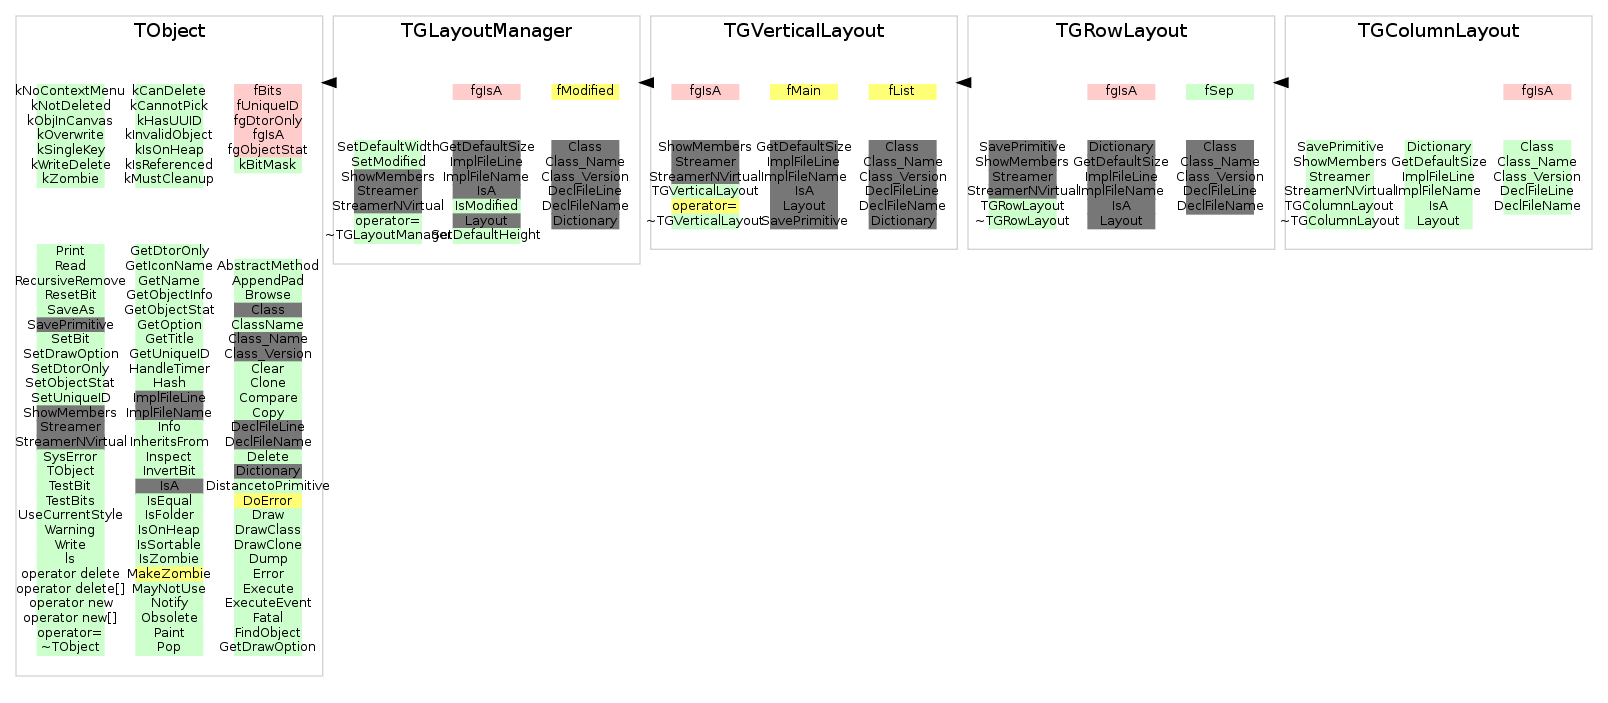 TObject
kNoContextMenu kCanDelete fBits
kNotDeleted kCannotPick fUniqueID
kObjInCanvas kHasUUID fgDtorOnly
kOverwrite kInvalidObject fgIsA
kSingleKey kIsOnHeap fgObjectStat
kWriteDelete kIsReferenced kBitMask
kZombie kMustCleanup
Print GetDtorOnly
Read GetIconName AbstractMethod
RecursiveRemove GetName AppendPad
ResetBit GetObjectInfo Browse
SaveAs GetObjectStat Class
SavePrimitive GetOption ClassName
SetBit GetTitle Class_Name
SetDrawOption GetUniqueID Class_Version
SetDtorOnly HandleTimer Clear
SetObjectStat Hash Clone
SetUniqueID ImplFileLine Compare
ShowMembers ImplFileName Copy
Streamer Info DeclFileLine
StreamerNVirtual InheritsFrom DeclFileName
SysError Inspect Delete
TObject InvertBit Dictionary
TestBit IsA DistancetoPrimitive
TestBits IsEqual DoError
UseCurrentStyle IsFolder Draw
Warning IsOnHeap DrawClass
Write IsSortable DrawClone
ls IsZombie Dump
operator delete MakeZombie Error
operator delete[] MayNotUse Execute
operator new Notify ExecuteEvent
operator new[] Obsolete Fatal
operator= Paint FindObject
~TObject Pop GetDrawOption
TGLayoutManager
fgIsA fModified
SetDefaultWidth GetDefaultSize Class
SetModified ImplFileLine Class_Name
ShowMembers ImplFileName Class_Version
Streamer IsA DeclFileLine
StreamerNVirtual IsModified DeclFileName
operator= Layout Dictionary
~TGLayoutManager SetDefaultHeight
TGVerticalLayout
fgIsA fMain fList
ShowMembers GetDefaultSize Class
Streamer ImplFileLine Class_Name
StreamerNVirtual ImplFileName Class_Version
TGVerticalLayout IsA DeclFileLine
operator= Layout DeclFileName
~TGVerticalLayout SavePrimitive Dictionary
TGRowLayout
fgIsA fSep
SavePrimitive Dictionary Class
ShowMembers GetDefaultSize Class_Name
Streamer ImplFileLine Class_Version
StreamerNVirtual ImplFileName DeclFileLine
TGRowLayout IsA DeclFileName
~TGRowLayout Layout
TGColumnLayout
fgIsA
SavePrimitive Dictionary Class
ShowMembers GetDefaultSize Class_Name
Streamer ImplFileLine Class_Version
StreamerNVirtual ImplFileName DeclFileLine
TGColumnLayout IsA DeclFileName
~TGColumnLayout Layout